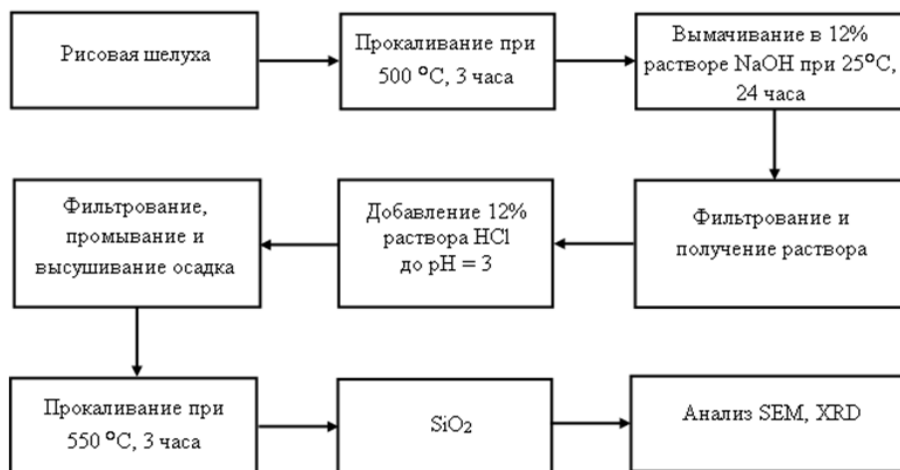 Рисовая шелуха
Прокаливание при
500 °C, 3 часа
Вымачивание в 12%
растворе NaOH при 25°C,
24 часа
Фильтрование и
получение раствора
Добавление 12%
раствора HCl
до pH = 3
Фильтрование,
промывание и
высушивание осадка
Прокаливание при
550 °C, 3 часа
SiO₂
Анализ SEM, XRD